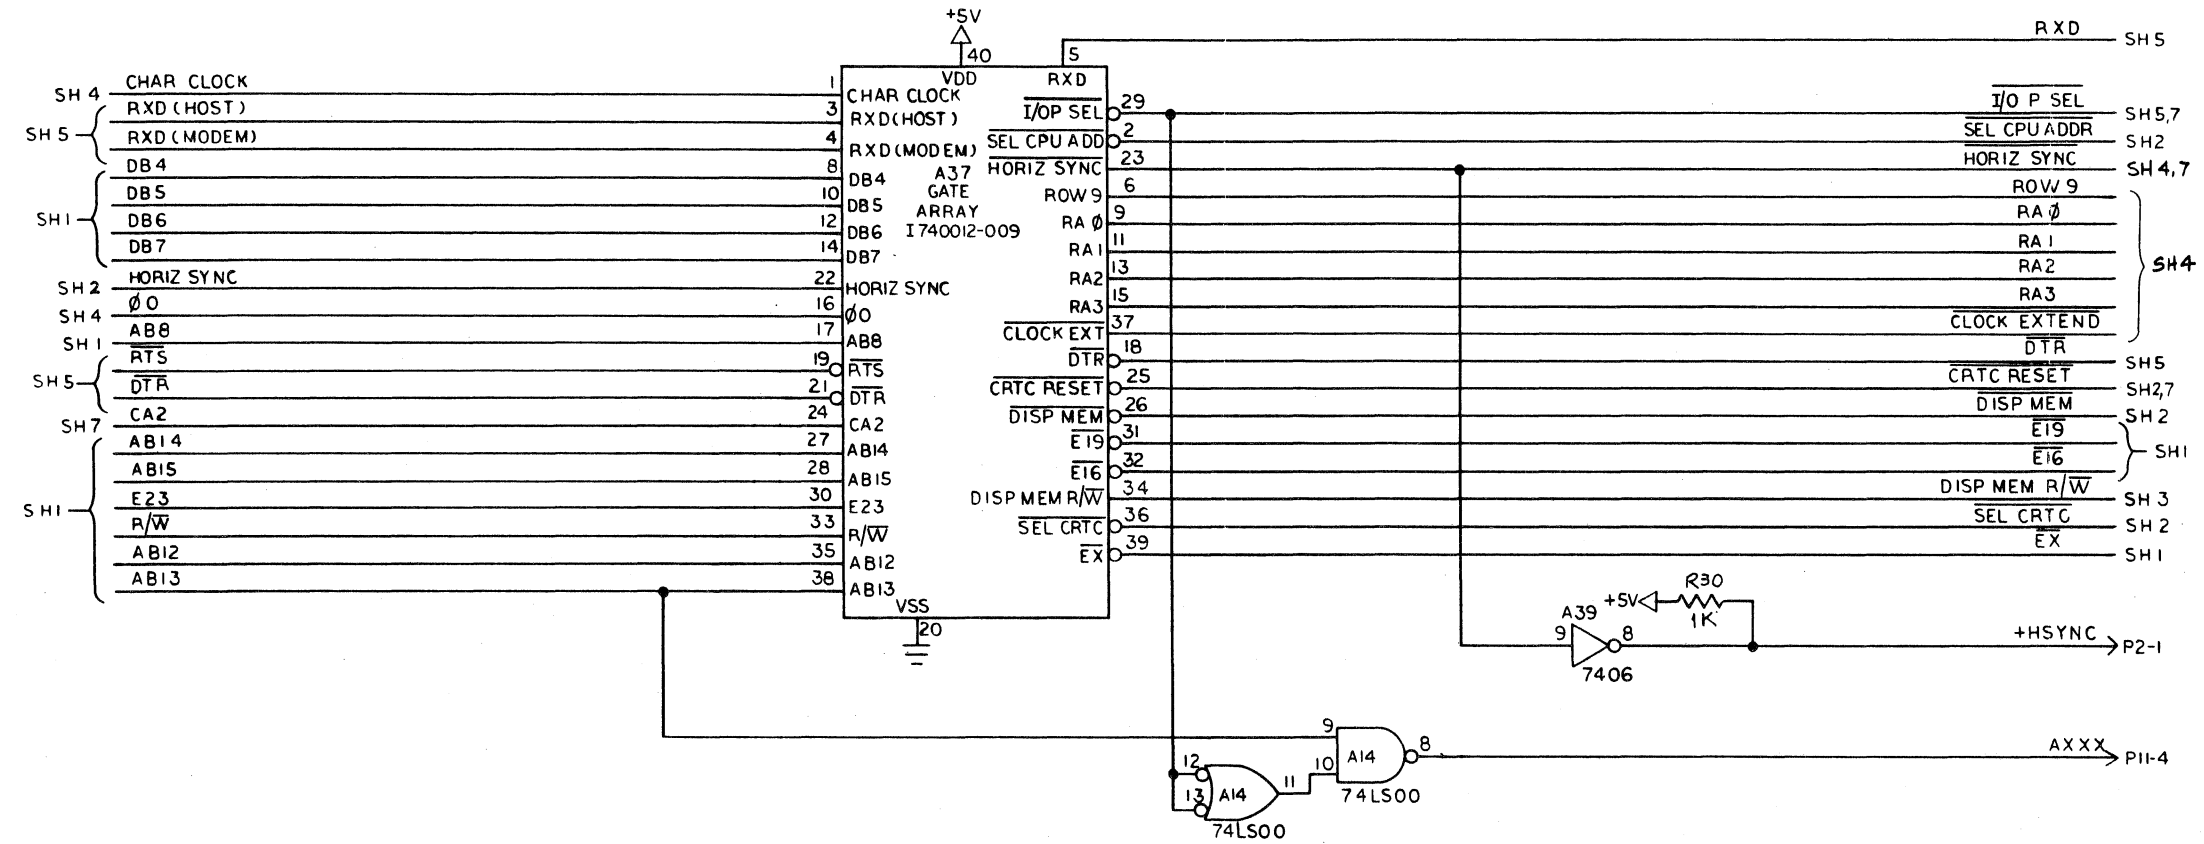 +5V
40
5
RXD
SH5
VDD
RXD
SH4
CHAR CLOCK
1
CHAR CLOCK
I/OP SEL
29
I/O P SEL
SH5,7
SH5
RXD(HOST)
3
RXD(HOST)
SEL CPU ADD
2
SEL CPU ADDR
SH2
RXD(MODEM)
4
RXD(MODEM)
HORIZ SYNC
23
HORIZ SYNC
SH4,7
SH1
DB4
8
DB4
A37
GATE
ARRAY
I740012-009
ROW 9
6
ROW 9
SH4
DB5
10
DB5
RA Ø
9
RA Ø
DB6
12
DB6
RA1
11
RA1
DB7
14
DB7
RA2
13
RA2
SH2
HORIZ SYNC
22
HORIZ SYNC
RA3
15
RA3
SH4
Ø0
16
Ø0
CLOCK EXT
37
CLOCK EXTEND
SH1
AB8
17
AB8
DTR
18
DTR
SH5
SH5
RTS
19
RTS
CRTC RESET
25
CRTC RESET
SH2,7
DTR
21
DTR
DISP MEM
26
DISP MEM
SH2
SH7
CA2
24
CA2
E19
31
E19
SH1
SH1
AB14
27
AB14
E16
32
E16
AB15
28
AB15
DISP MEM R/W
34
DISP MEM R/W
SH3
E23
30
E23
SEL CRTC
36
SEL CRTC
SH2
R/W
33
R/W
EX
39
EX
SH1
AB12
35
AB12
AB13
38
AB13
VSS
20
+5V
R30
1K
A39
9
8
7406
+HSYNC
P2-1
9
10
A14
8
74LS00
AXXX
P11-4
12
13
A14
11
74LS00